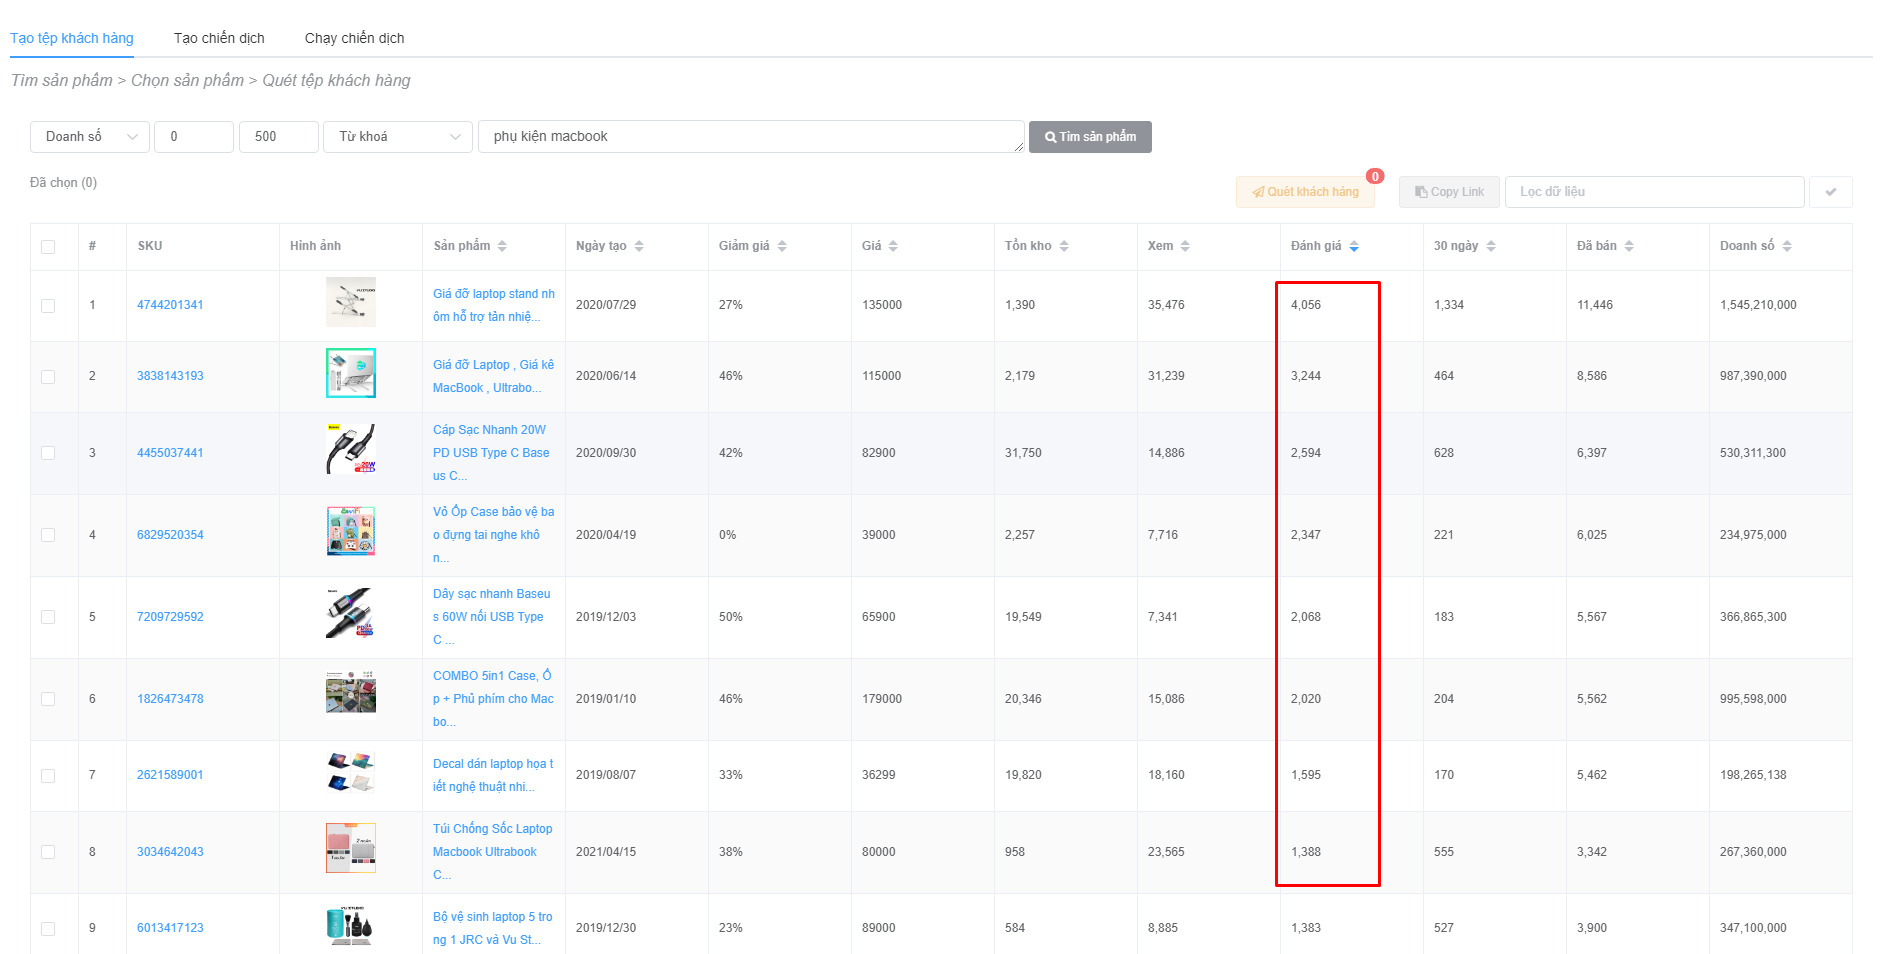 Tạo tệp khách hàng Tạo chiến dịch Chạy chiến dịch
Tìm sản phẩm > Chọn sản phẩm > Quét tệp khách hàng
Doanh số 0 500 Từ khoá phụ kiện macbook Tìm sản phẩm
Đã chọn (0)
Quét khách hàng 0 Copy Link Lọc dữ liệu
# SKU Hình ảnh Sản phẩm Ngày tạo Giảm giá Giá Tồn kho Xem Đánh giá 30 ngày Đã bán Doanh số
1 4744201341 Giá đỡ laptop stand nh
ôm hỗ trợ tản nhiệ... 2020/07/29 27% 135000 1,390 35,476 4,056 1,334 11,446 1,545,210,000
2 3838143193 Giá đỡ Laptop , Giá kê
MacBook , Ultrabo... 2020/06/14 46% 115000 2,179 31,239 3,244 464 8,586 987,390,000
3 4455037441 Cáp Sạc Nhanh 20W
PD USB Type C Base
us C... 2020/09/30 42% 82900 31,750 14,886 2,594 628 6,397 530,311,300
4 6829520354 Vỏ Ốp Case bảo vệ ba
o đựng tai nghe khô
n... 2020/04/19 0% 39000 2,257 7,716 2,347 221 6,025 234,975,000
5 7209729592 Dây sạc nhanh Baseu
s 60W nối USB Type
C ... 2019/12/03 50% 65900 19,549 7,341 2,068 183 5,567 366,865,300
6 1826473478 COMBO 5in1 Case, Ố
p + Phủ phím cho Mac
bo... 2019/01/10 46% 179000 20,346 15,086 2,020 204 5,562 995,598,000
7 2621589001 Decal dán laptop họa t
iết nghệ thuật nhi... 2019/08/07 33% 36299 19,820 18,160 1,595 170 5,462 198,265,138
8 3034642043 Túi Chống Sốc Laptop
Macbook Ultrabook
C... 2021/04/15 38% 80000 958 23,565 1,388 555 3,342 267,360,000
9 6013417123 Bộ vệ sinh laptop 5 tro
ng 1 JRC và Vu St... 2019/12/30 23% 89000 584 8,885 1,383 527 3,900 347,100,000